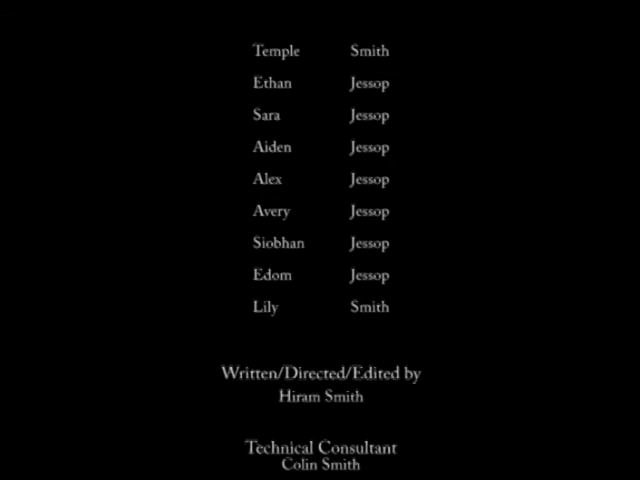 Temple Smith
Ethan Jessop
Sara Jessop
Aiden Jessop
Alex Jessop
Avery Jessop
Siobhan Jessop
Edom Jessop
Lily Smith
Written/Directed/Edited by
Hiram Smith
Technical Consultant
Colin Smith